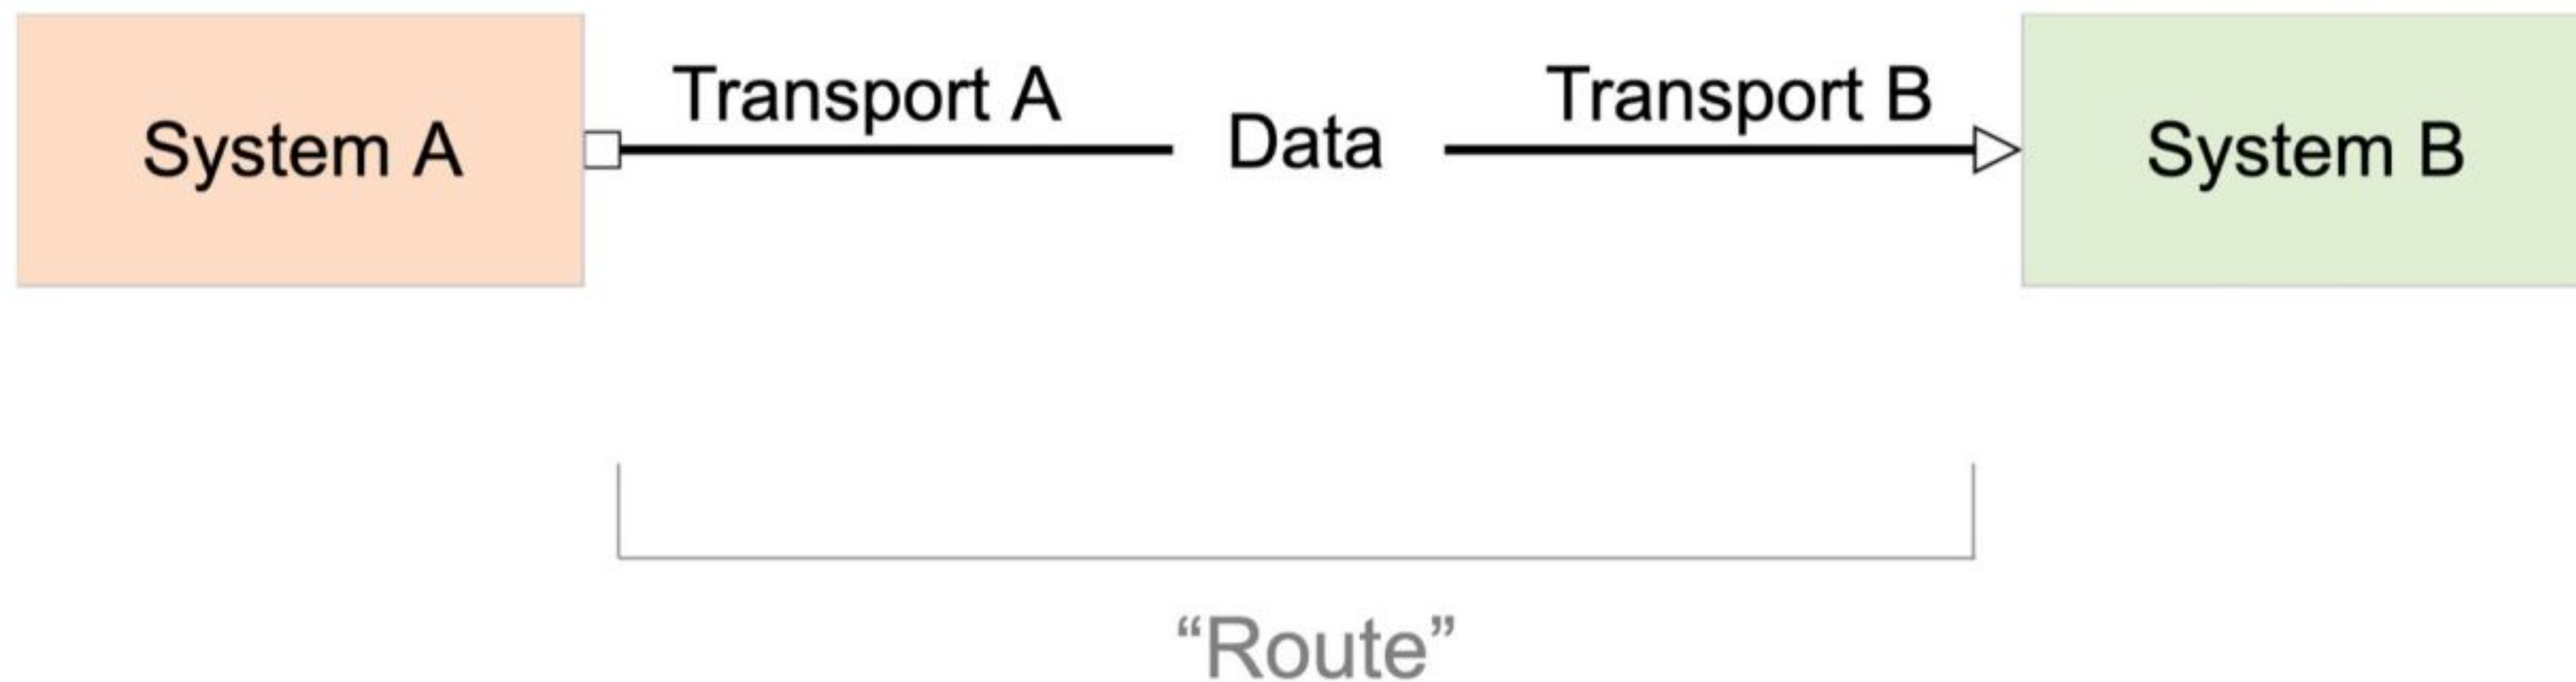 System A
Transport A
Data
Transport B
System B
“Route”